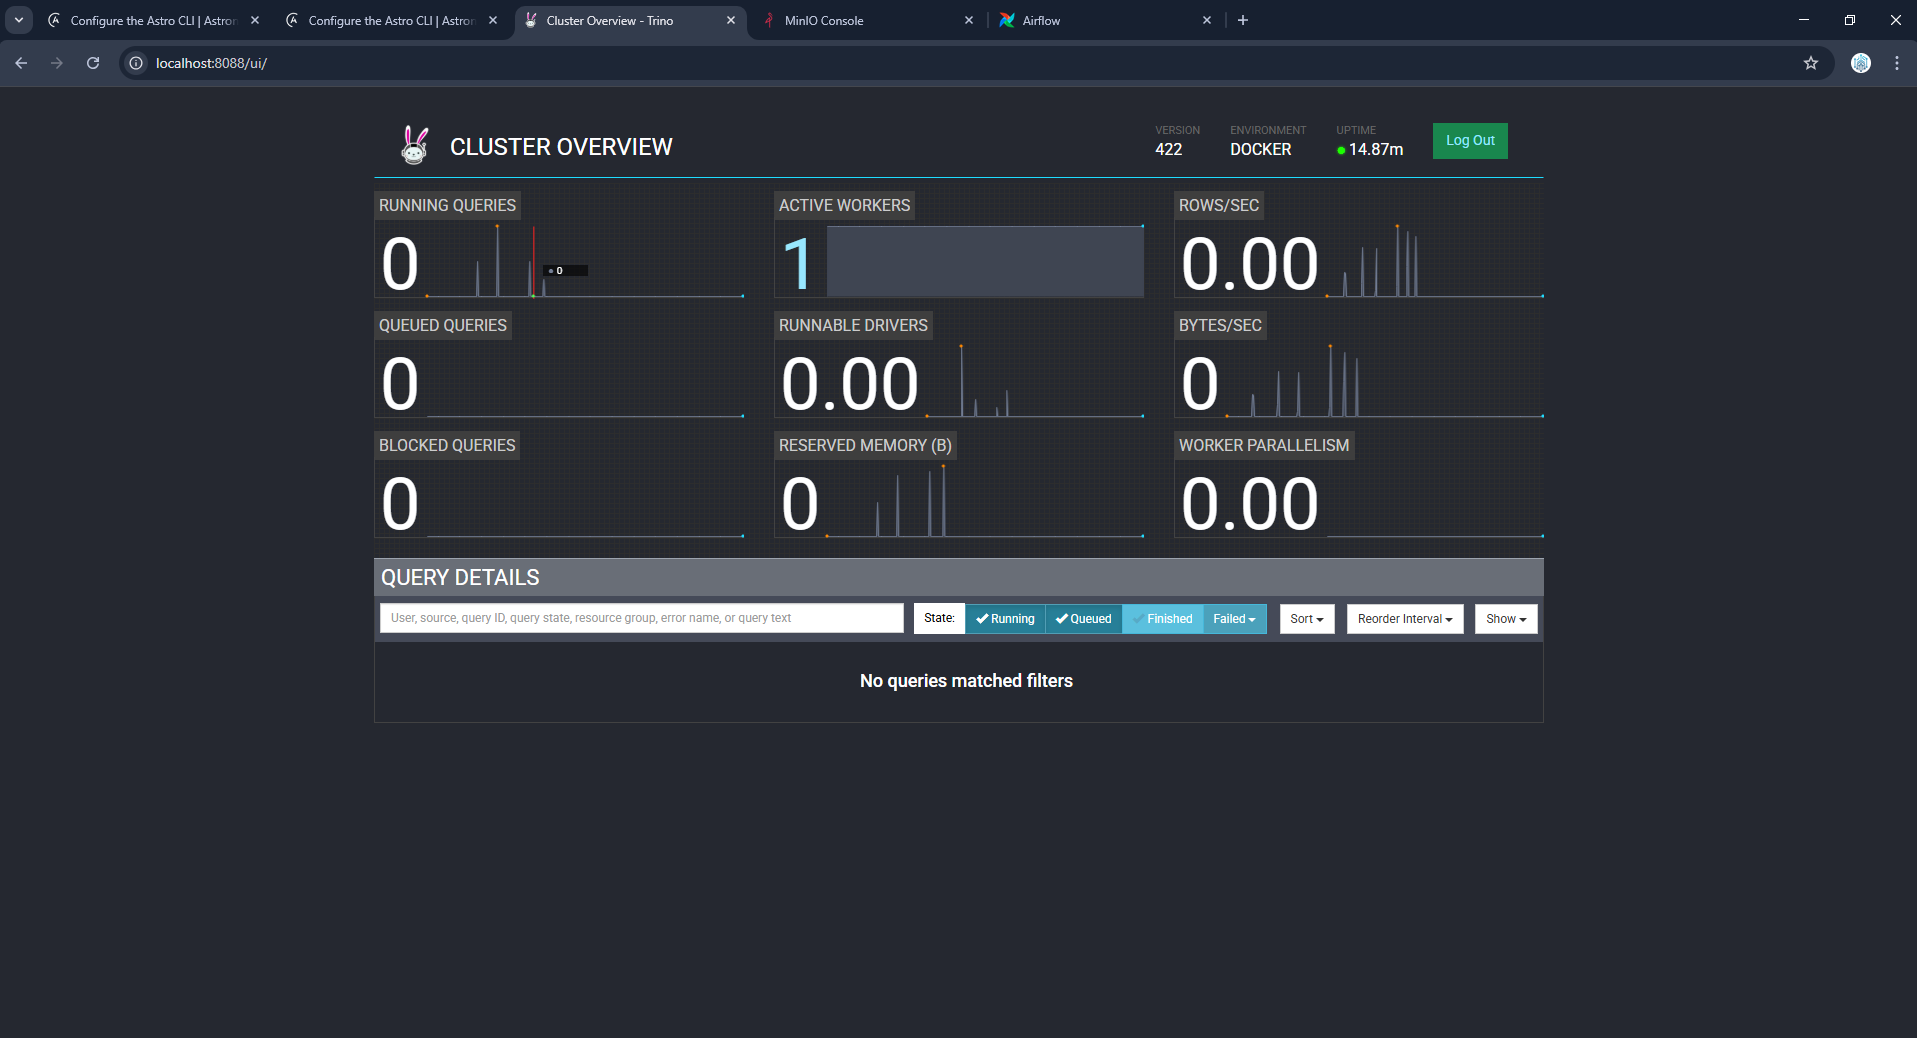 Configure the Astro CLI | Astron
Configure the Astro CLI | Astron
Cluster Overview - Trino
MinIO Console
Airflow
localhost:8088/ui/
CLUSTER OVERVIEW
VERSION
422
ENVIRONMENT
DOCKER
UPTIME
14.87m
Log Out
RUNNING QUERIES
0
0
ACTIVE WORKERS
1
ROWS/SEC
0.00
QUEUED QUERIES
0
RUNNABLE DRIVERS
0.00
BYTES/SEC
0
BLOCKED QUERIES
0
RESERVED MEMORY (B)
0
WORKER PARALLELISM
0.00
QUERY DETAILS
User, source, query ID, query state, resource group, error name, or query text
State:
Running
Queued
Finished
Failed
Sort
Reorder Interval
Show
No queries matched filters